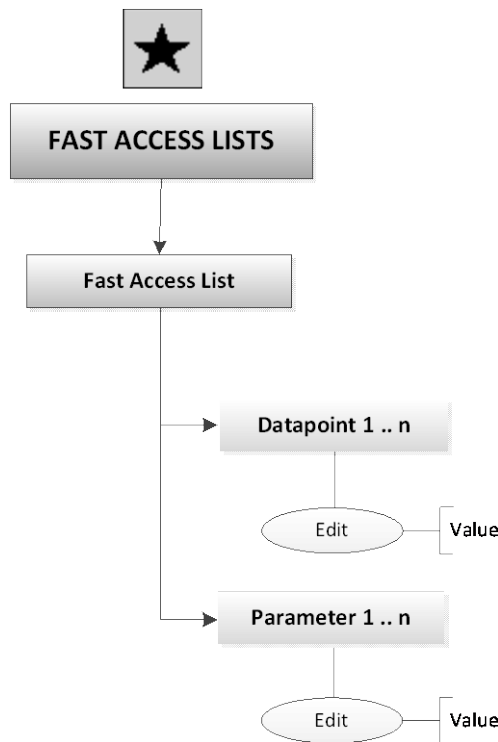 FAST ACCESS LISTS
Fast Access List
Datapoint 1 .. n
Edit
Value
Parameter 1 .. n
Edit
Value